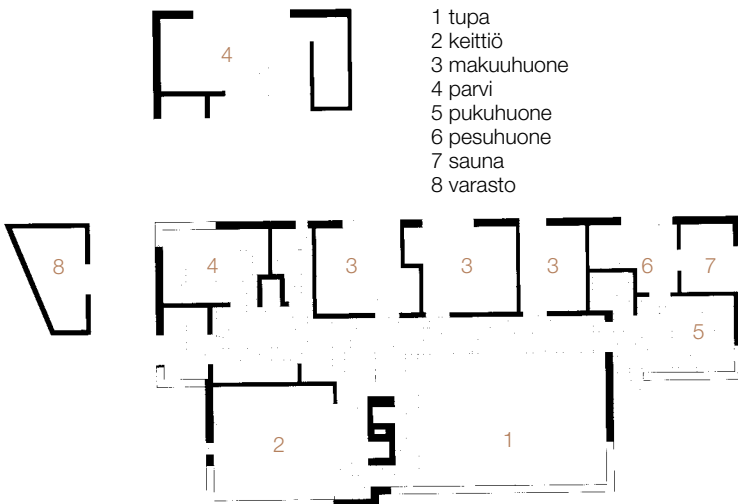 4
1 tupa
2 keittiö
3 makuuhuone
4 parvi
5 pukuhuone
6 pesuhuone
7 sauna
8 varasto
8
4
3
3
3
6
7
5
2
1